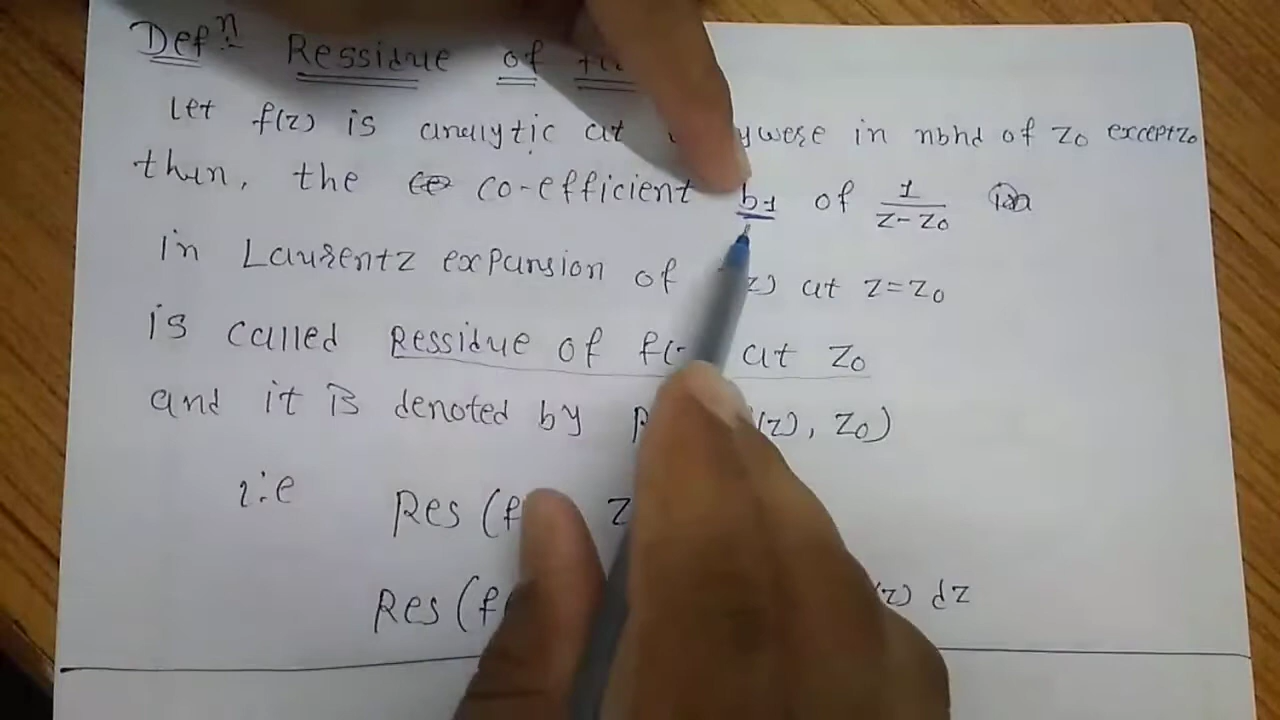 Defⁿ: Ressidue of
Let f(z) is analytic at in nbhd of z₀ except z₀
then, the co-efficient b₁ of 1/(z-z₀)
in Laurentz expansion of at z=z₀
is called Ressidue of at z₀
and it is denoted by z₀)
i.e Res (f z
Res (f dz